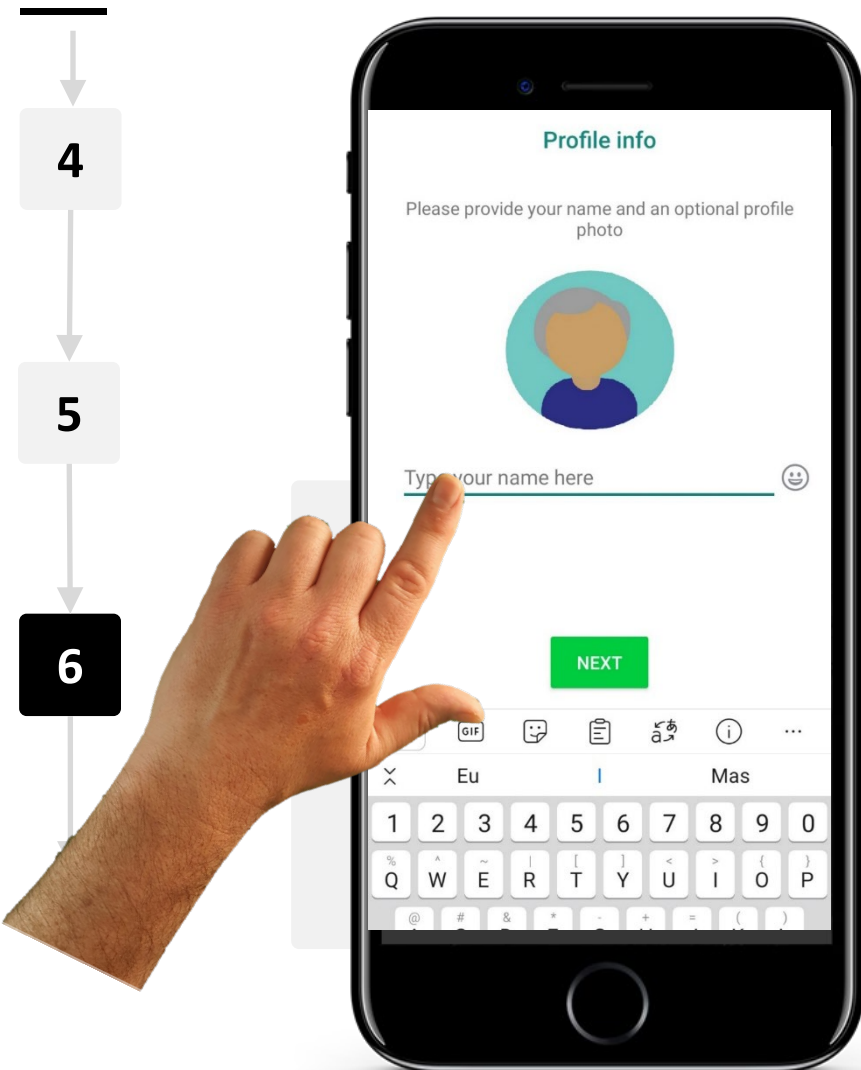 4
5
6
Profile info
Please provide your name and an optional profile
photo
Type your name here
NEXT
GIF
Eu I Mas
1 2 3 4 5 6 7 8 9 0
% ^ ~ | [ ] < > { }
Q W E R T Y U I O P
@ # & * - + = ( )